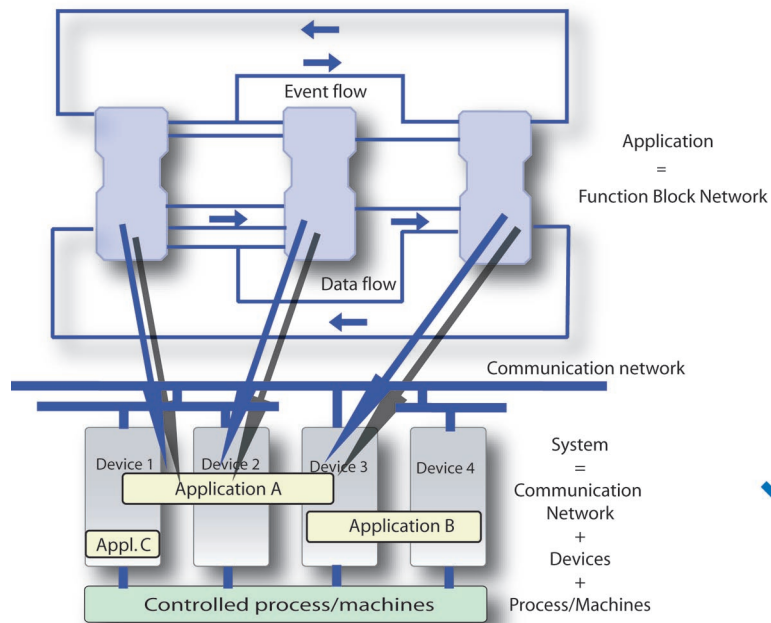 Event flow
Application
=
Function Block Network
Data flow
Communication network
Device 1
Device 2
Device 3
Device 4
Application A
Application B
Appl. C
Controlled process/machines
System
=
Communication
Network
+
Devices
+
Process/Machines